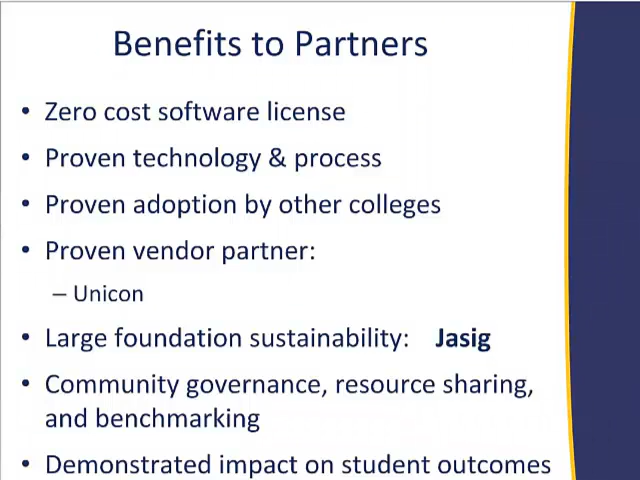 Benefits to Partners
• Zero cost software license
• Proven technology & process
• Proven adoption by other colleges
• Proven vendor partner:
– Unicon
• Large foundation sustainability: Jasig
• Community governance, resource sharing,
and benchmarking
• Demonstrated impact on student outcomes